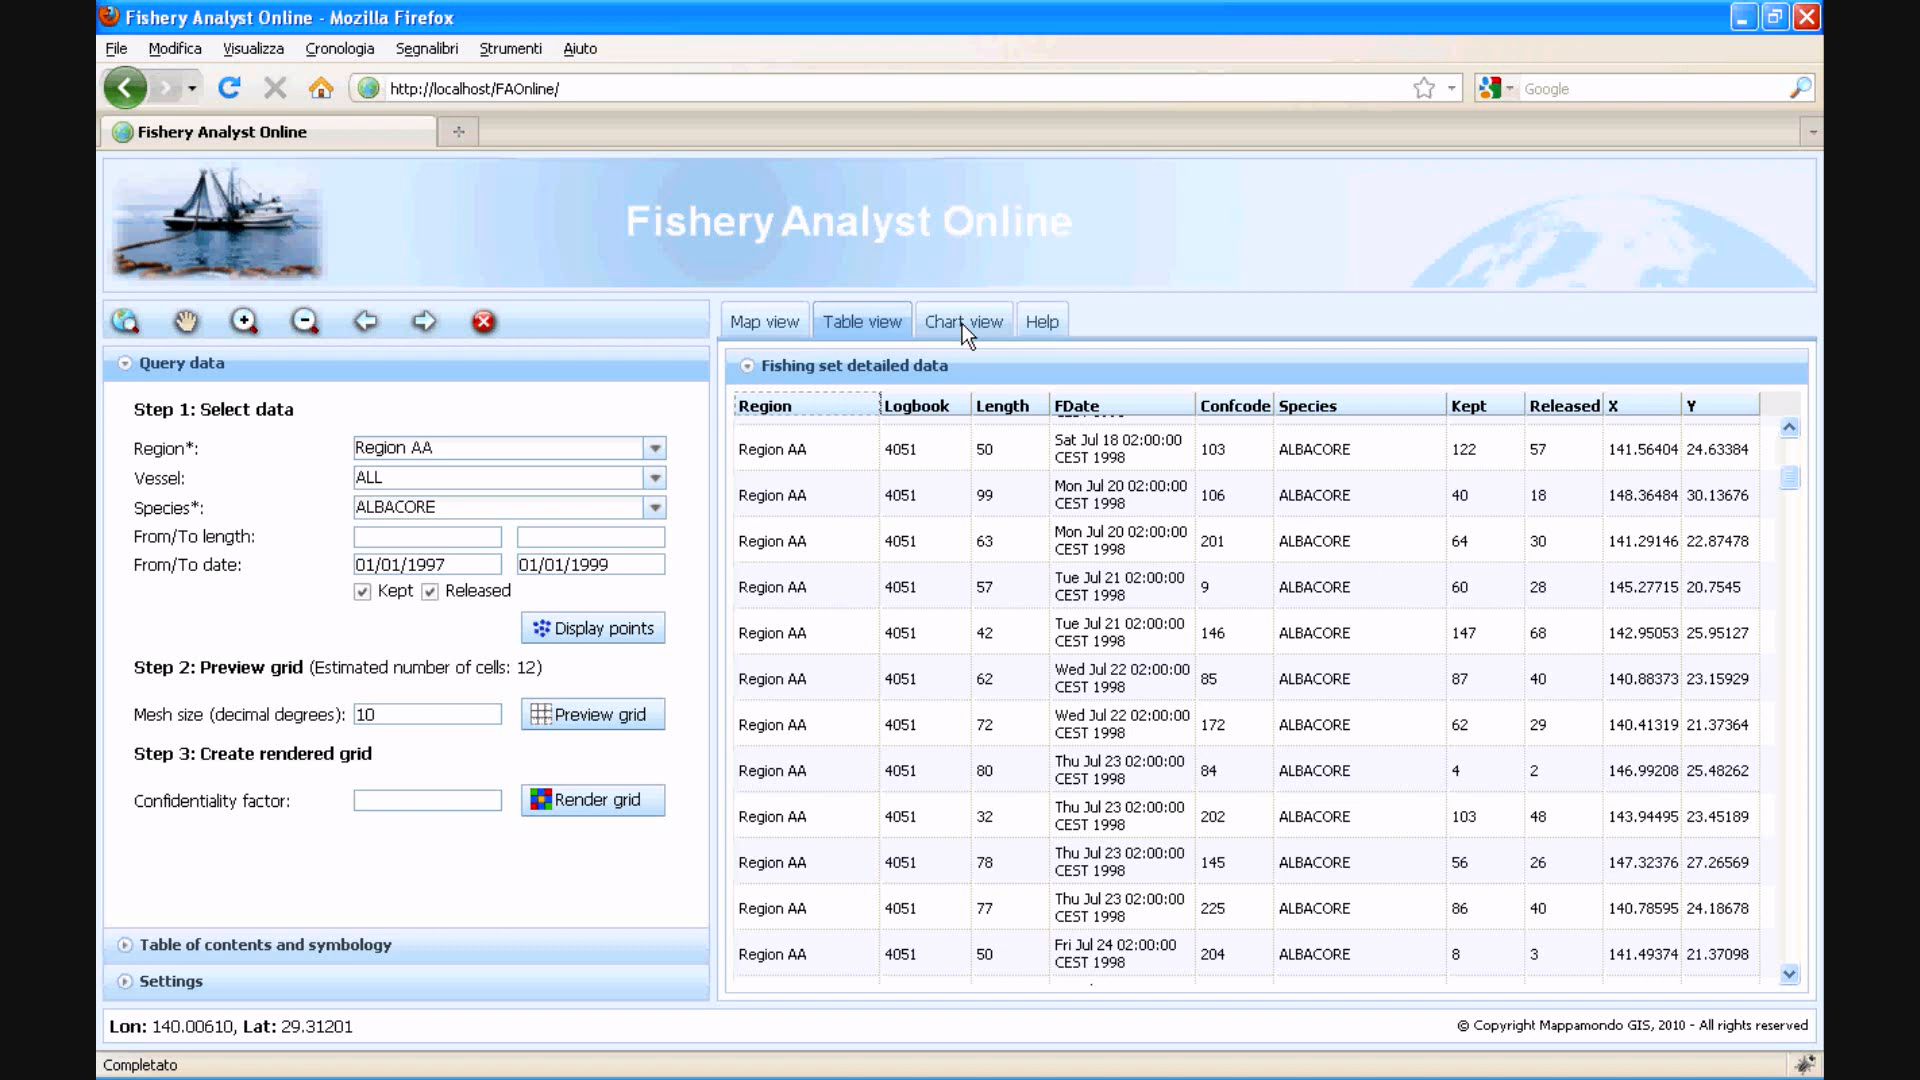 Fishery Analyst Online - Mozilla Firefox
File Modifica Visualizza Cronologia Segnalibri Strumenti Aiuto
http://localhost/FAOnline/
Google
Fishery Analyst Online
Fishery Analyst Online
Map view Table view Chart view Help
Query data
Step 1: Select data
Region*: Region AA
Vessel: ALL
Species*: ALBACORE
From/To length:
From/To date: 01/01/1997 01/01/1999
Kept Released
Display points
Step 2: Preview grid (Estimated number of cells: 12)
Mesh size (decimal degrees): 10 Preview grid
Step 3: Create rendered grid
Confidentiality factor: Render grid
Table of contents and symbology
Settings
Fishing set detailed data
Region Logbook Length FDate Confcode Species Kept Released X Y
Region AA 4051 50 Sat Jul 18 02:00:00 CEST 1998 103 ALBACORE 122 57 141.56404 24.63384
Region AA 4051 99 Mon Jul 20 02:00:00 CEST 1998 106 ALBACORE 40 18 148.36484 30.13676
Region AA 4051 63 Mon Jul 20 02:00:00 CEST 1998 201 ALBACORE 64 30 141.29146 22.87478
Region AA 4051 57 Tue Jul 21 02:00:00 CEST 1998 9 ALBACORE 60 28 145.27715 20.7545
Region AA 4051 42 Tue Jul 21 02:00:00 CEST 1998 146 ALBACORE 147 68 142.95053 25.95127
Region AA 4051 62 Wed Jul 22 02:00:00 CEST 1998 85 ALBACORE 87 40 140.88373 23.15929
Region AA 4051 72 Wed Jul 22 02:00:00 CEST 1998 172 ALBACORE 62 29 140.41319 21.37364
Region AA 4051 80 Thu Jul 23 02:00:00 CEST 1998 84 ALBACORE 4 2 146.99208 25.48262
Region AA 4051 32 Thu Jul 23 02:00:00 CEST 1998 202 ALBACORE 103 48 143.94495 23.45189
Region AA 4051 78 Thu Jul 23 02:00:00 CEST 1998 145 ALBACORE 56 26 147.32376 27.26569
Region AA 4051 77 Thu Jul 23 02:00:00 CEST 1998 225 ALBACORE 86 40 140.78595 24.18678
Region AA 4051 50 Fri Jul 24 02:00:00 CEST 1998 204 ALBACORE 8 3 141.49374 21.37098
Lon: 140.00610, Lat: 29.31201
© Copyright Mappamondo GIS, 2010 - All rights reserved
Completato